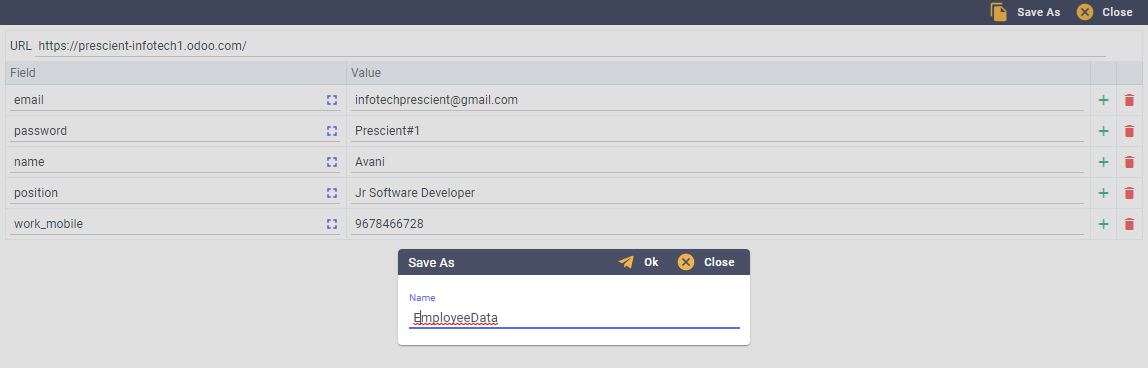 Save As Close
URL https://prescient-infotech1.odoo.com/
Field Value
email infotechprescient@gmail.com
password Prescient#1
name Avani
position Jr Software Developer
work_mobile 9678466728
Save As Ok Close
Name
EmployeeData